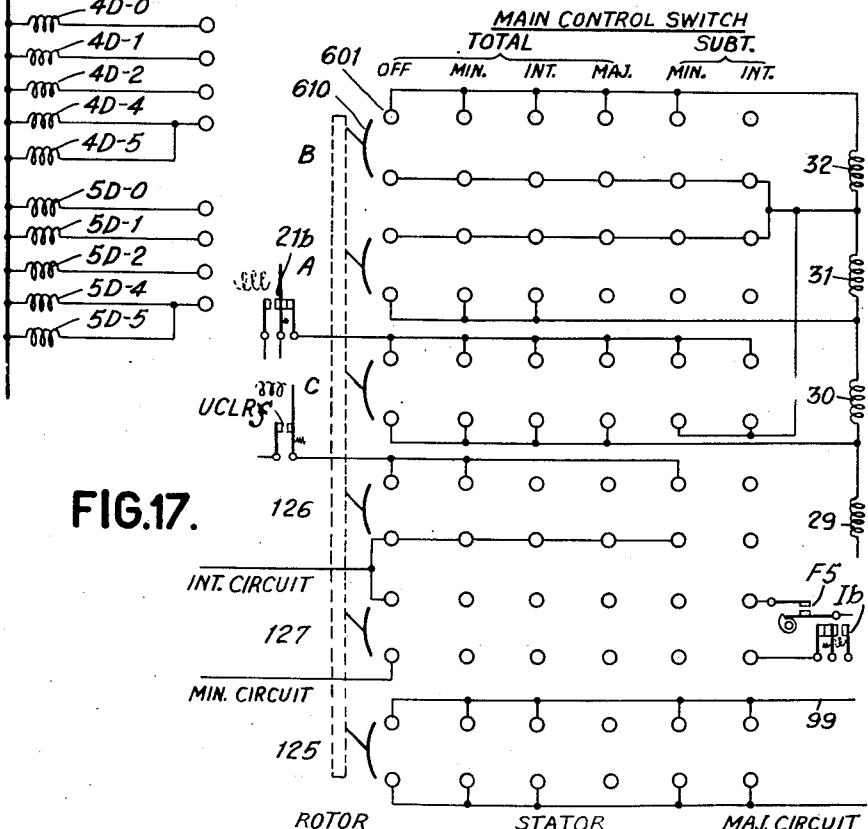 4D-0
4D-1
4D-2
4D-4
4D-5
5D-0
5D-1
5D-2
5D-4
5D-5
MAIN CONTROL SWITCH
TOTAL SUBT.
OFF MIN. INT. MAJ. MIN. INT.
601
610
B
32
21b
A
31
C
30
UCLRf
FIG.17.
126
29
INT. CIRCUIT
F5
Ib
127
MIN. CIRCUIT
99
125
ROTOR STATOR MAJ. CIRCUIT